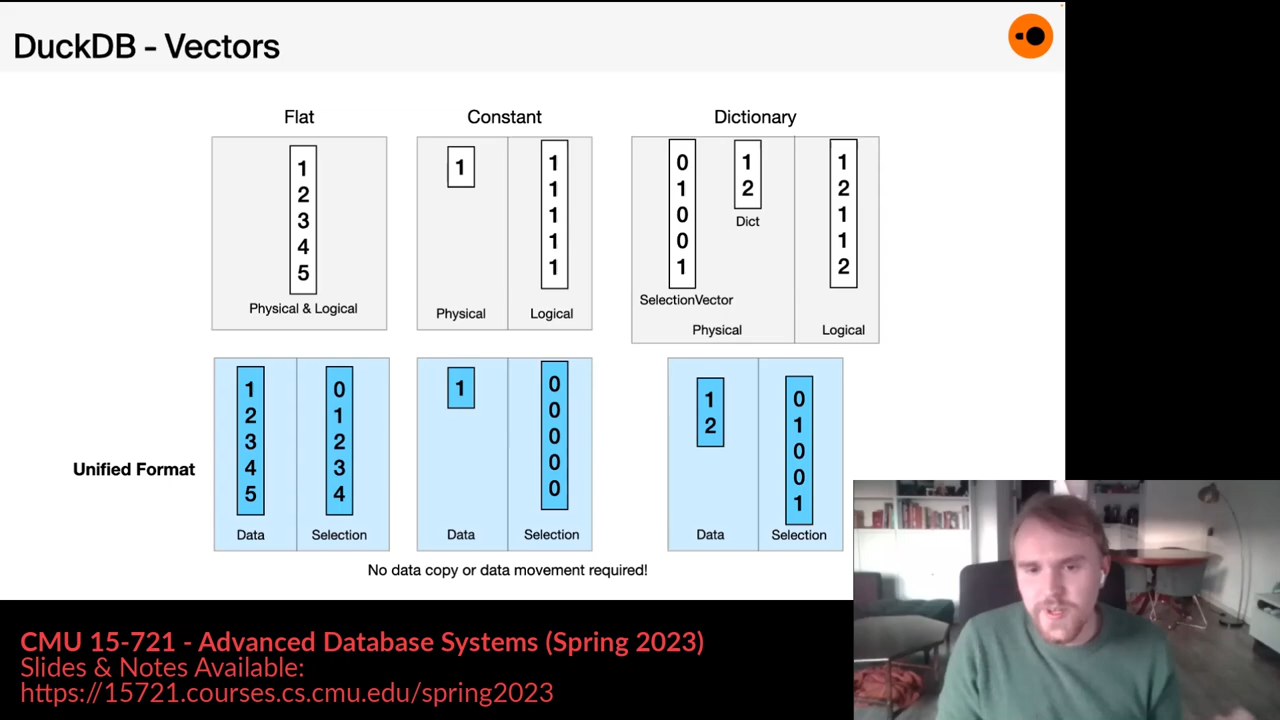 DuckDB - Vectors
Flat
Constant
Dictionary
1
2
3
4
5
Physical & Logical
1
Physical
1
1
1
1
1
Logical
0
1
0
0
1
SelectionVector
1
2
Dict
Physical
1
2
1
1
2
Logical
Unified Format
1
2
3
4
5
Data
0
1
2
3
4
Selection
1
Data
0
0
0
0
0
Selection
1
2
Data
0
1
0
0
1
Selection
No data copy or data movement required!
CMU 15-721 - Advanced Database Systems (Spring 2023)
Slides & Notes Available:
https://15721.courses.cs.cmu.edu/spring2023